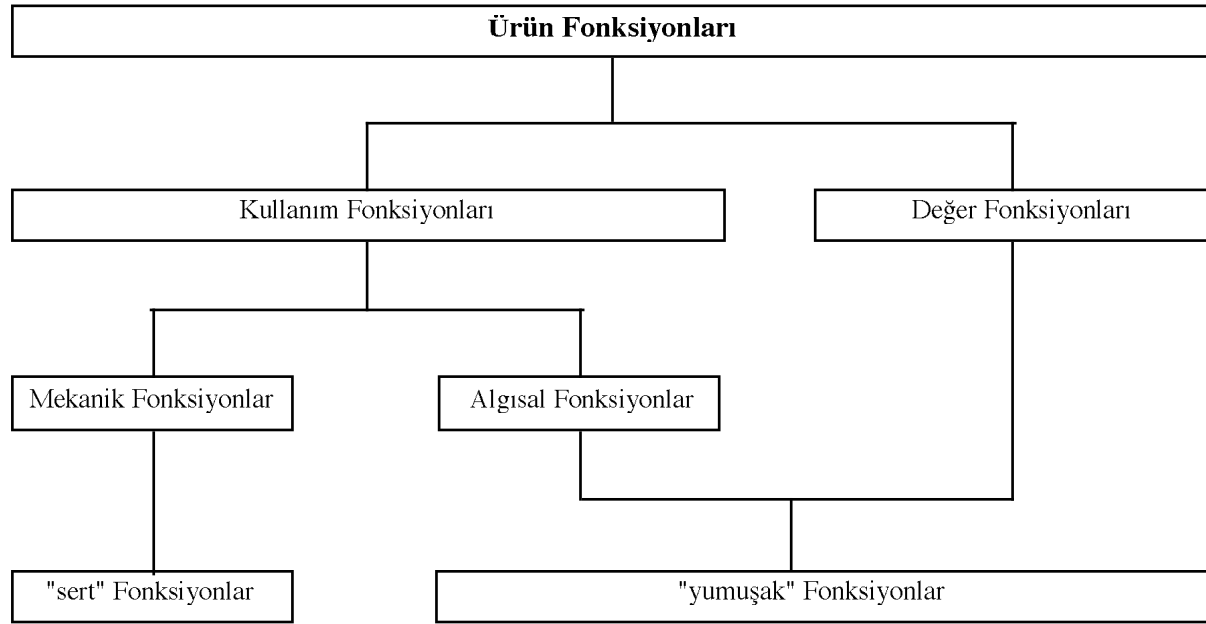 Ürün Fonksiyonları
Kullanım Fonksiyonları
Değer Fonksiyonları
Mekanik Fonksiyonlar
Algısal Fonksiyonlar
"sert" Fonksiyonlar
"yumuşak" Fonksiyonlar